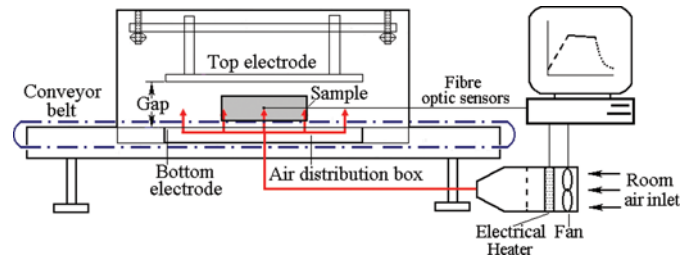 Top electrode
Sample
Conveyor
belt
Gap
Fibre
optic sensors
Bottom
electrode
Air distribution box
Room
air inlet
Electrical
Heater
Fan